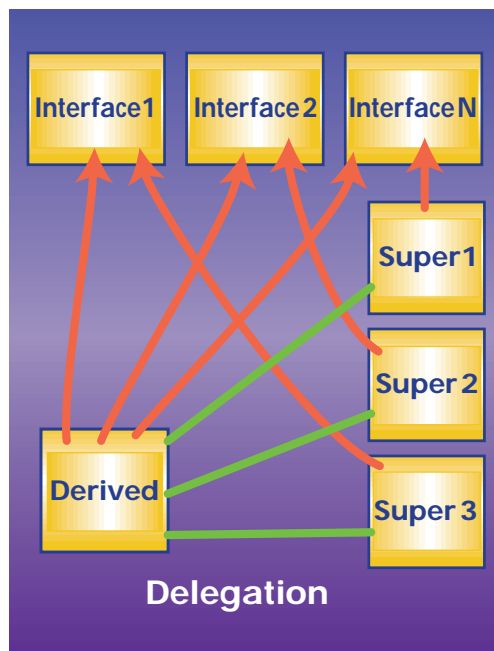 Interface1
Interface2
InterfaceN
Super1
Super2
Derived
Super3
Delegation